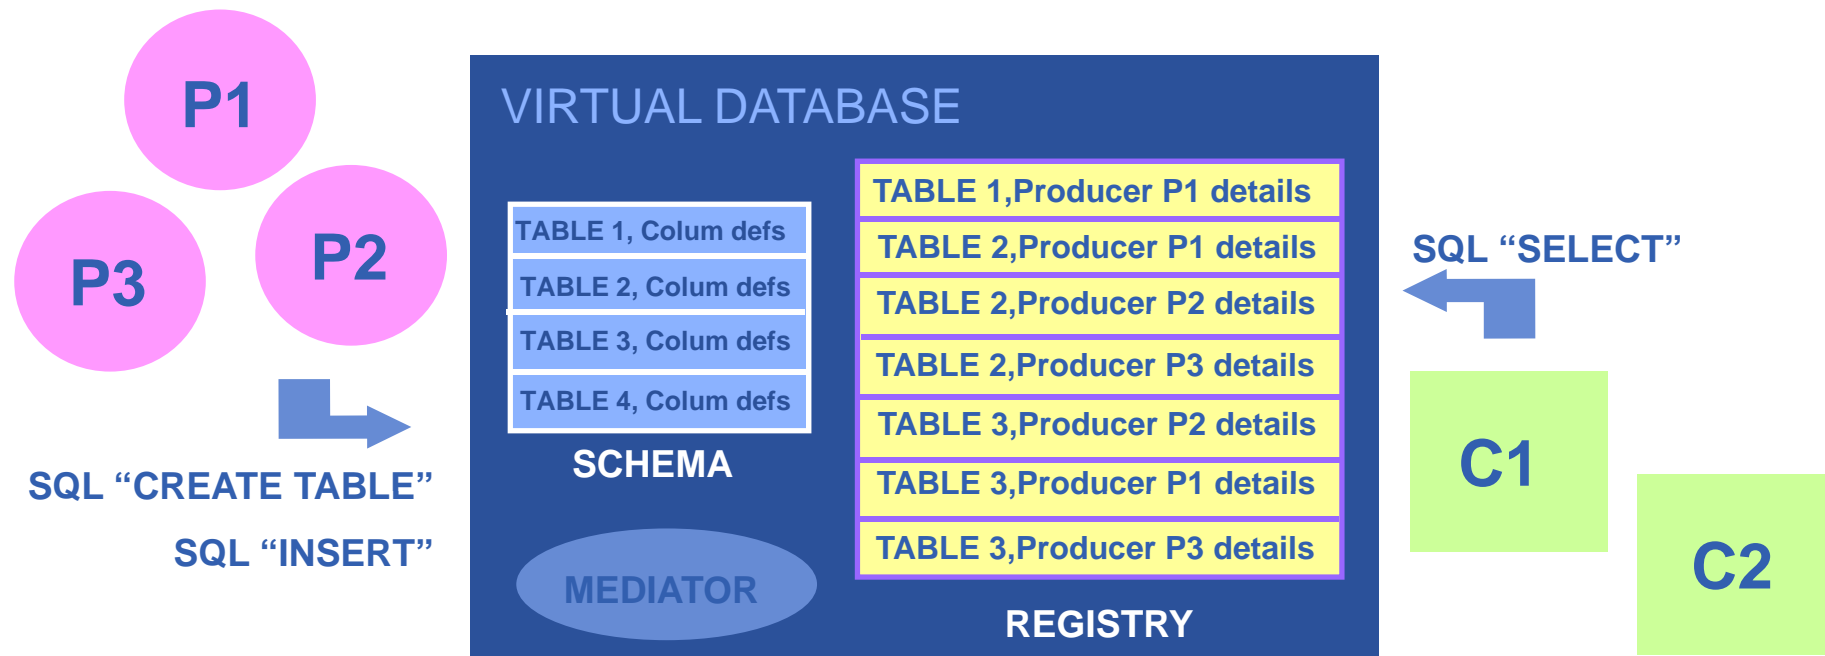 P1
P2
P3
SQL “CREATE TABLE”
SQL “INSERT”
VIRTUAL DATABASE
TABLE 1, Colum defs
TABLE 2, Colum defs
TABLE 3, Colum defs
TABLE 4, Colum defs
SCHEMA
MEDIATOR
TABLE 1,Producer P1 details
TABLE 2,Producer P1 details
TABLE 2,Producer P2 details
TABLE 2,Producer P3 details
TABLE 3,Producer P2 details
TABLE 3,Producer P1 details
TABLE 3,Producer P3 details
REGISTRY
SQL “SELECT”
C1
C2